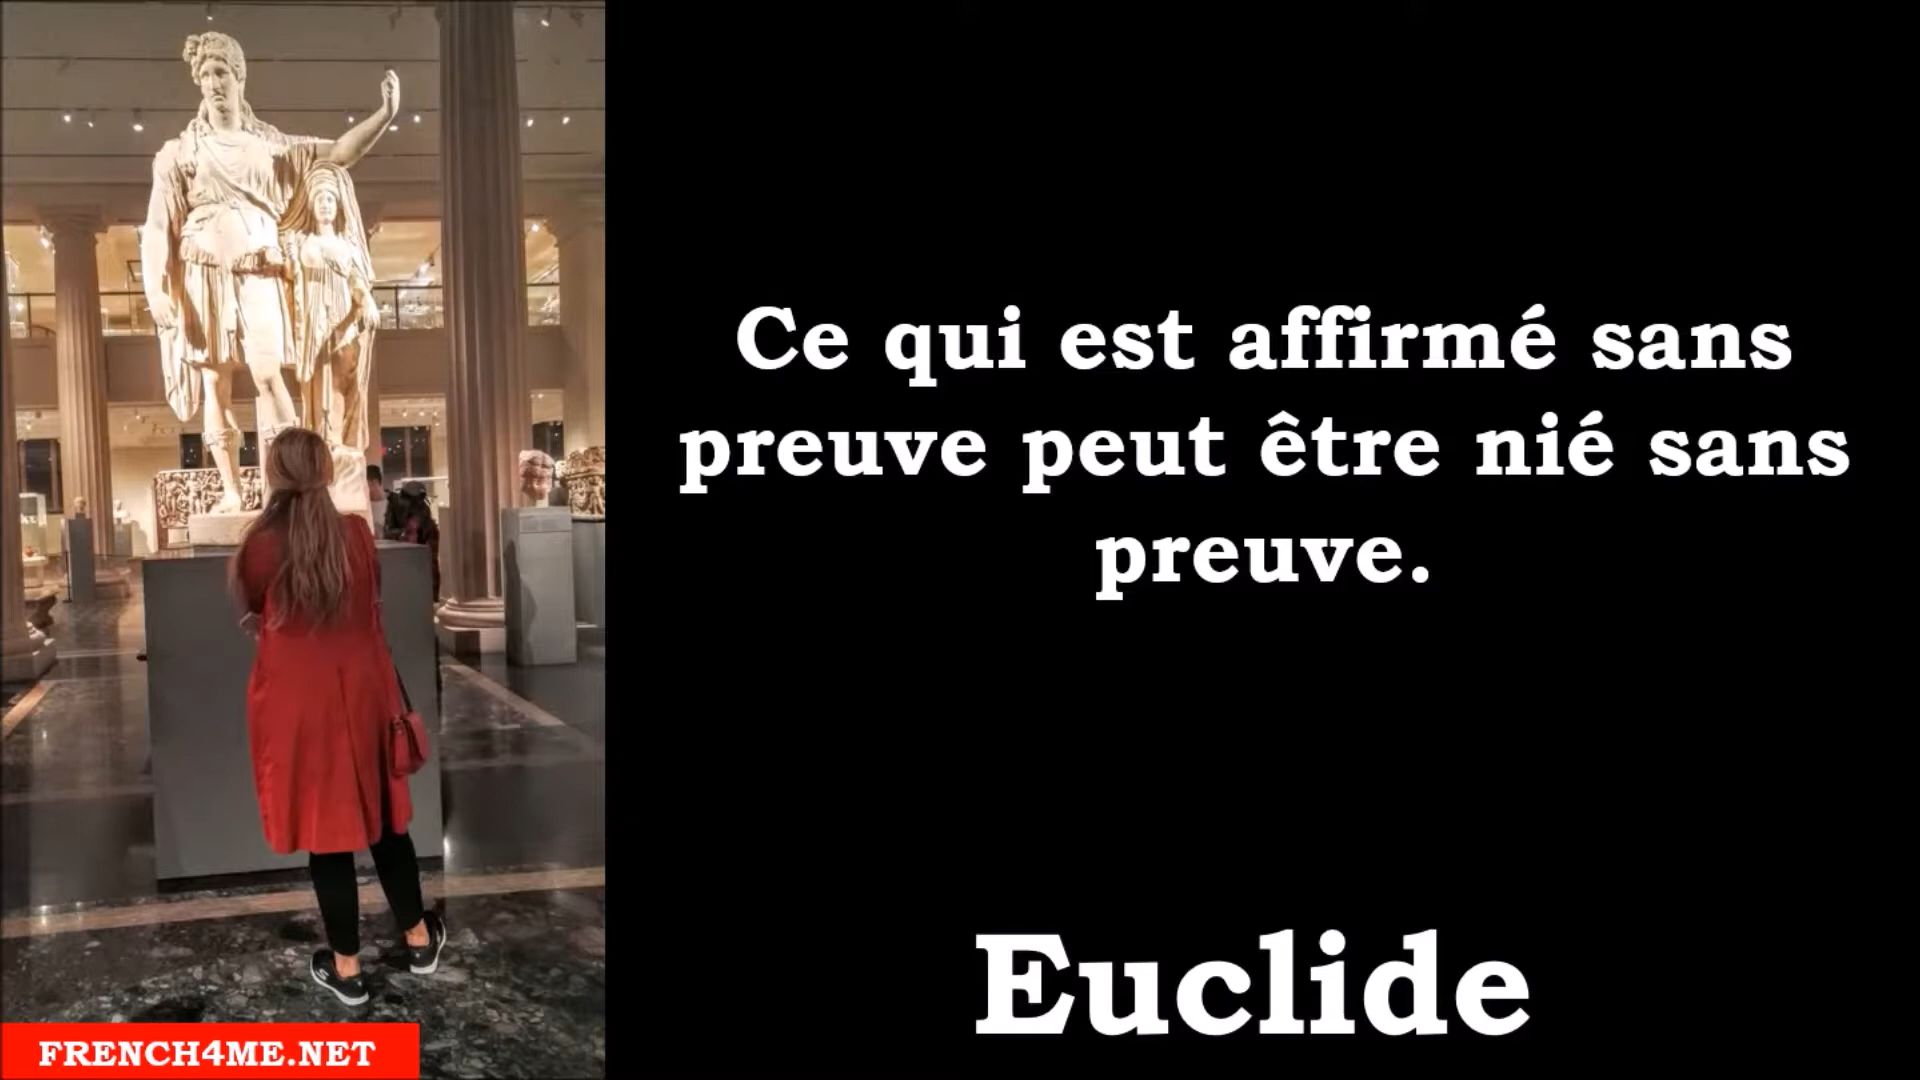 Ce qui est affirmé sans
preuve peut être nié sans
preuve.
Euclide
FRENCH4ME.NET